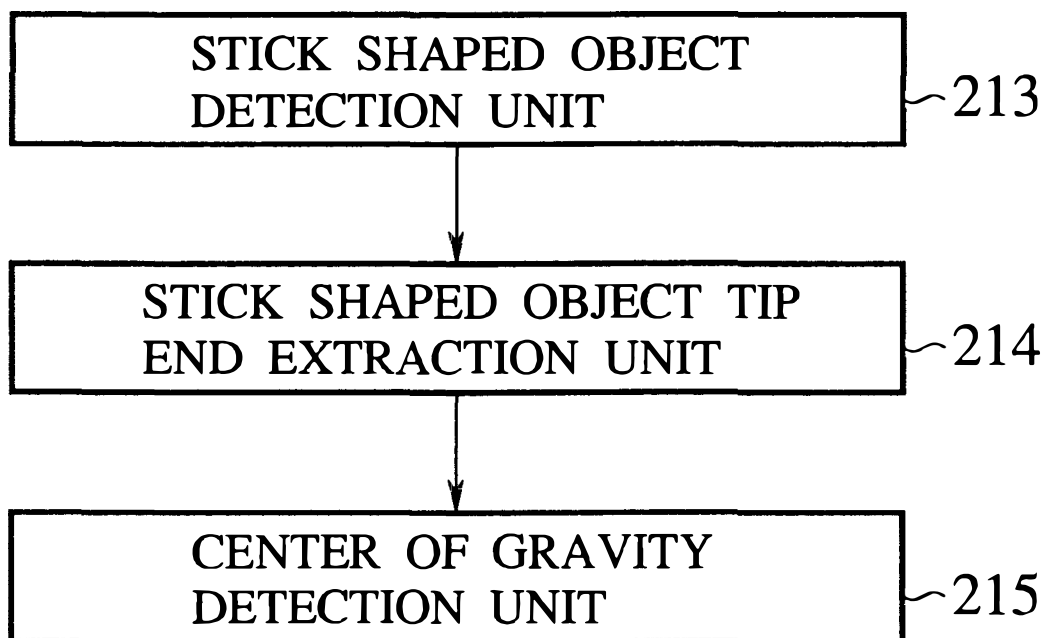 STICK SHAPED OBJECT
DETECTION UNIT
213
STICK SHAPED OBJECT TIP
END EXTRACTION UNIT
214
CENTER OF GRAVITY
DETECTION UNIT
215